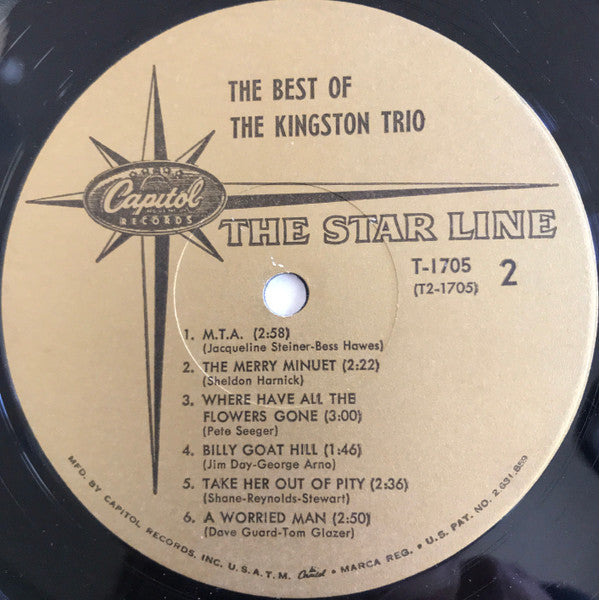 THE BEST OF
THE KINGSTON TRIO
Capitol
RECORDS
THE STAR LINE
T-1705
(T2-1705)
2
1. M.T.A. (2:58)
(Jacqueline Steiner-Bess Hawes)
2. THE MERRY MINUET (2:22)
(Sheldon Harnick)
3. WHERE HAVE ALL THE
FLOWERS GONE (3:00)
(Pete Seeger)
4. BILLY GOAT HILL (1:46)
(Jim Day-George Arno)
5. TAKE HER OUT OF PITY (2:36)
(Shane-Reynolds-Stewart)
6. A WORRIED MAN (2:50)
(Dave Guard-Tom Glazer)
MFD. BY CAPITOL RECORDS, INC. U.S.A. T.M. Capitol • MARCA REG. • U.S. PAT. NO. 2,631,859